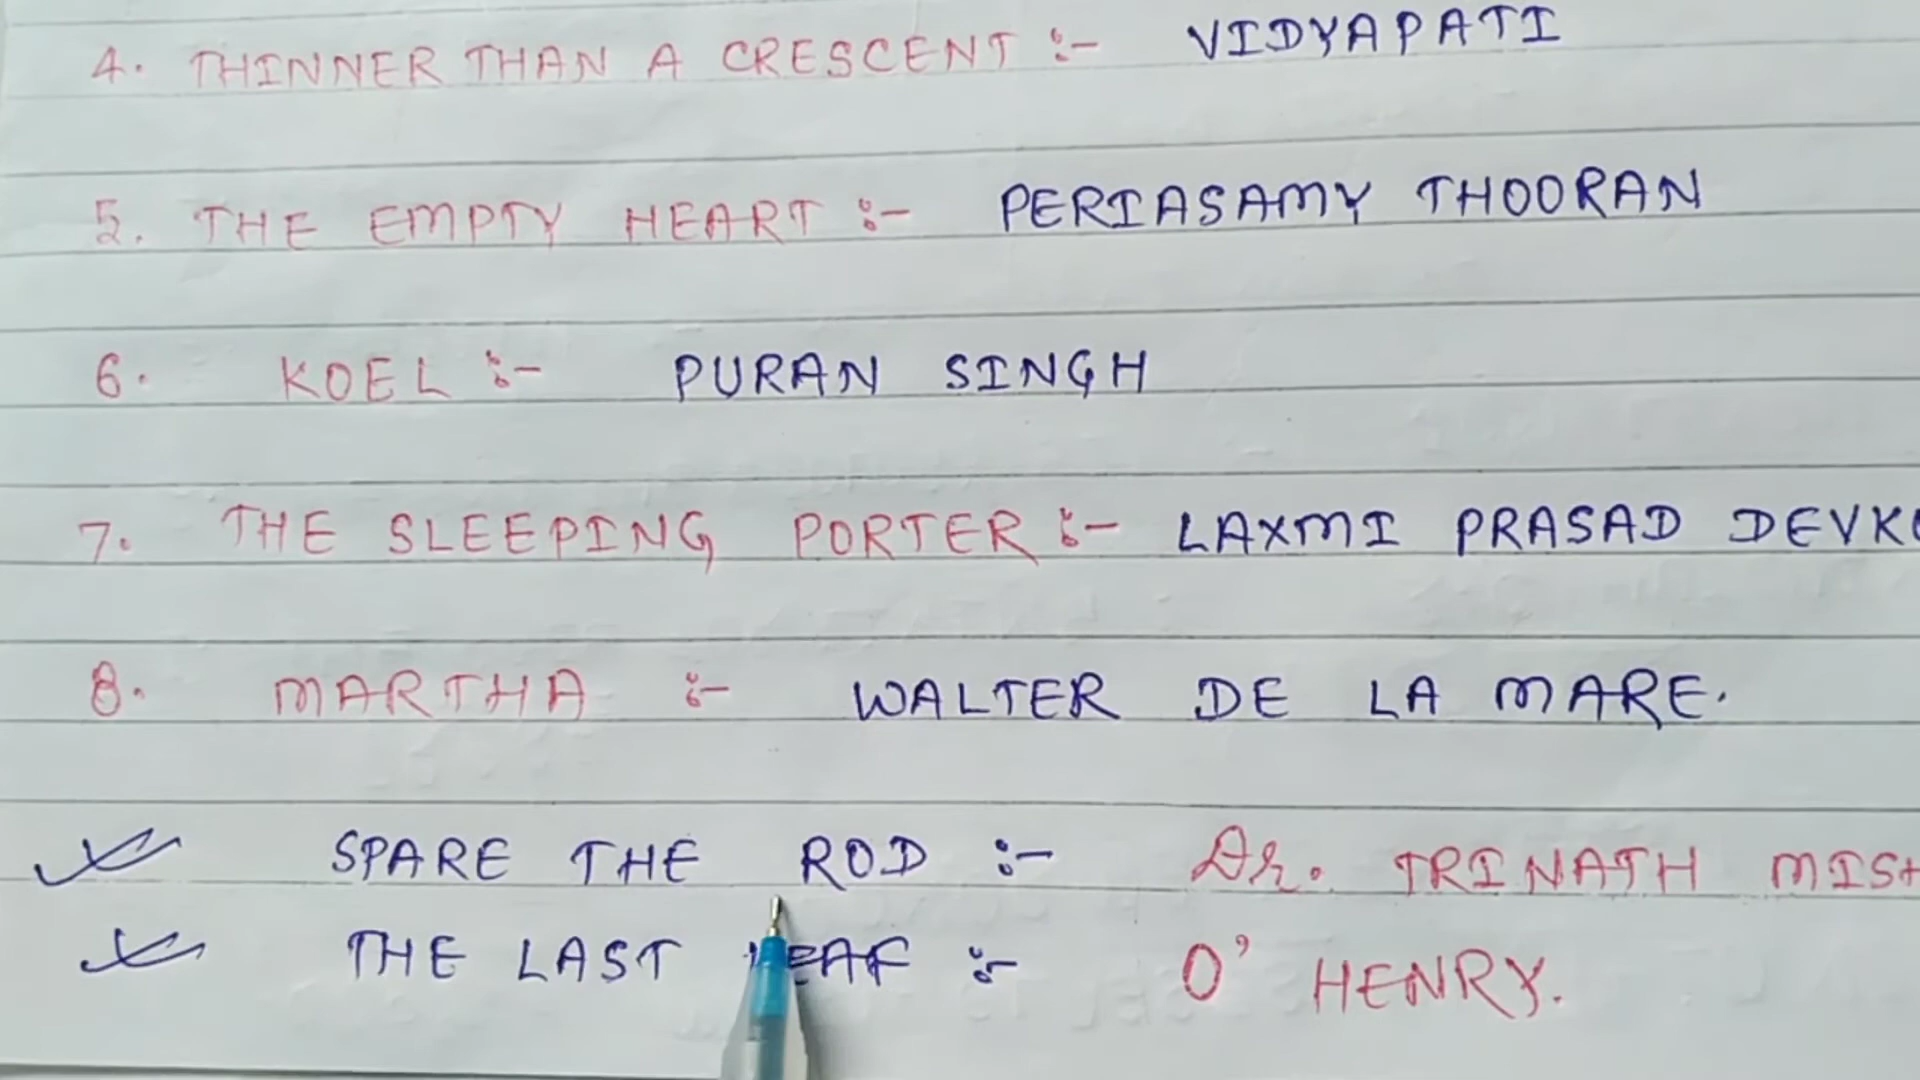 4. THINNER THAN A CRESCENT :- VIDYAPATI
5. THE EMPTY HEART :- PERIASAMY THOORAN
6. KOEL :- PURAN SINGH
7. THE SLEEPING PORTER :- LAXMI PRASAD
8. MARTHA :- WALTER DE LA MARE.
SPARE THE ROD :- Dr. TRINATH
THE LAST LEAF :- O' HENRY.